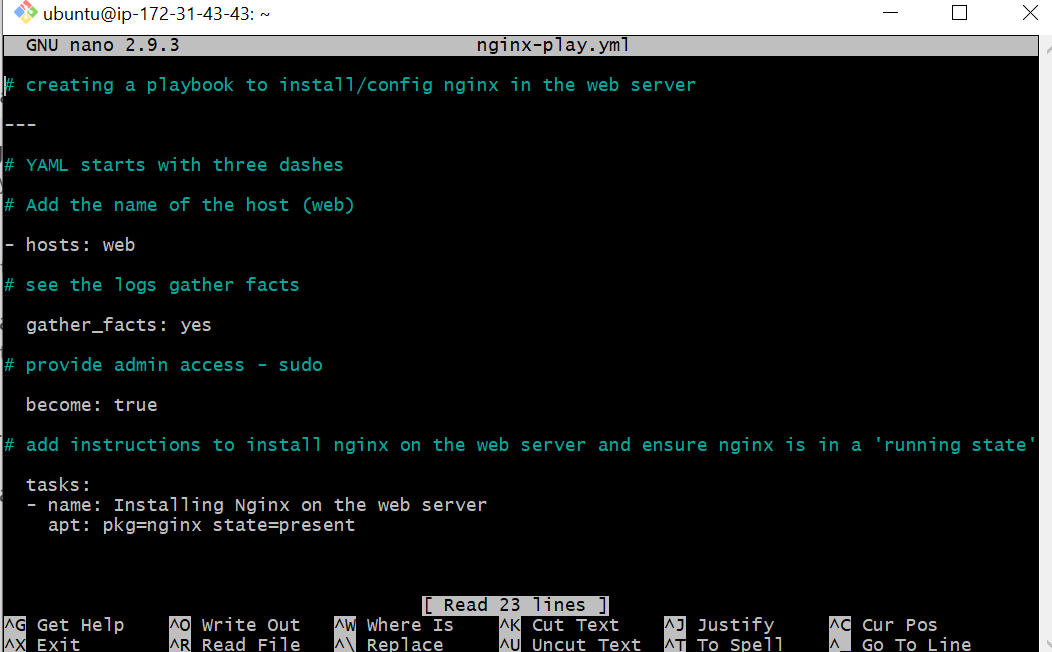 ubuntu@ip-172-31-43-43: ~
GNU nano 2.9.3 nginx-play.yml
# creating a playbook to install/config nginx in the web server
---
# YAML starts with three dashes
# Add the name of the host (web)
- hosts: web
# see the logs gather facts
gather_facts: yes
# provide admin access - sudo
become: true
# add instructions to install nginx on the web server and ensure nginx is in a 'running state'
tasks:
- name: Installing Nginx on the web server
apt: pkg=nginx state=present
[ Read 23 lines ]
^G Get Help ^O Write Out ^W Where Is ^K Cut Text ^J Justify ^C Cur Pos
^X Exit ^R Read File ^\ Replace ^U Uncut Text ^T To Spell ^_ Go To Line